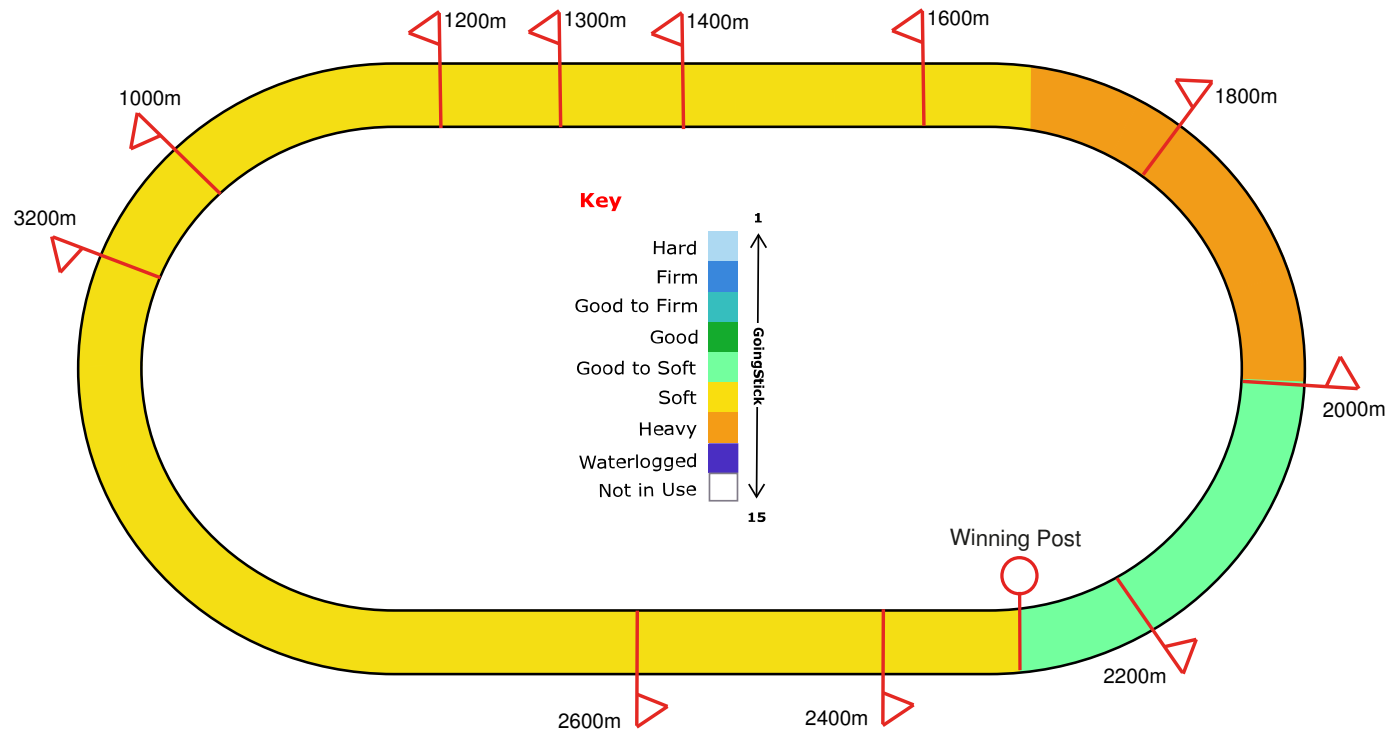 1200m
1300m
1400m
1600m
1000m
1800m
3200m
Key
1
Hard
Firm
Good to Firm
Good
Good to Soft
Soft
Heavy
Waterlogged
Not in Use
GoingStick
15
2000m
Winning Post
2200m
2600m
2400m